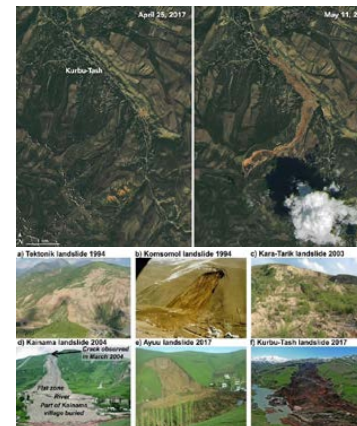 April 25, 2017
May 11, 2
Kurbu-Tash
a) Tektonik landslide 1994
b) Komsomol landslide 1994
c) Kara-Tarik landslide 2003
d) Kainama landslide 2004
Crack observed
in March 2004
Flat zone
River
Part of Kainama
village buried
e) Ayuu landslide 2017
f) Kurbu-Tash landslide 2017